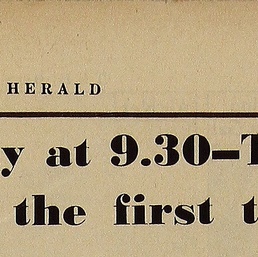 HERALD
y at 9.30–T
the first t